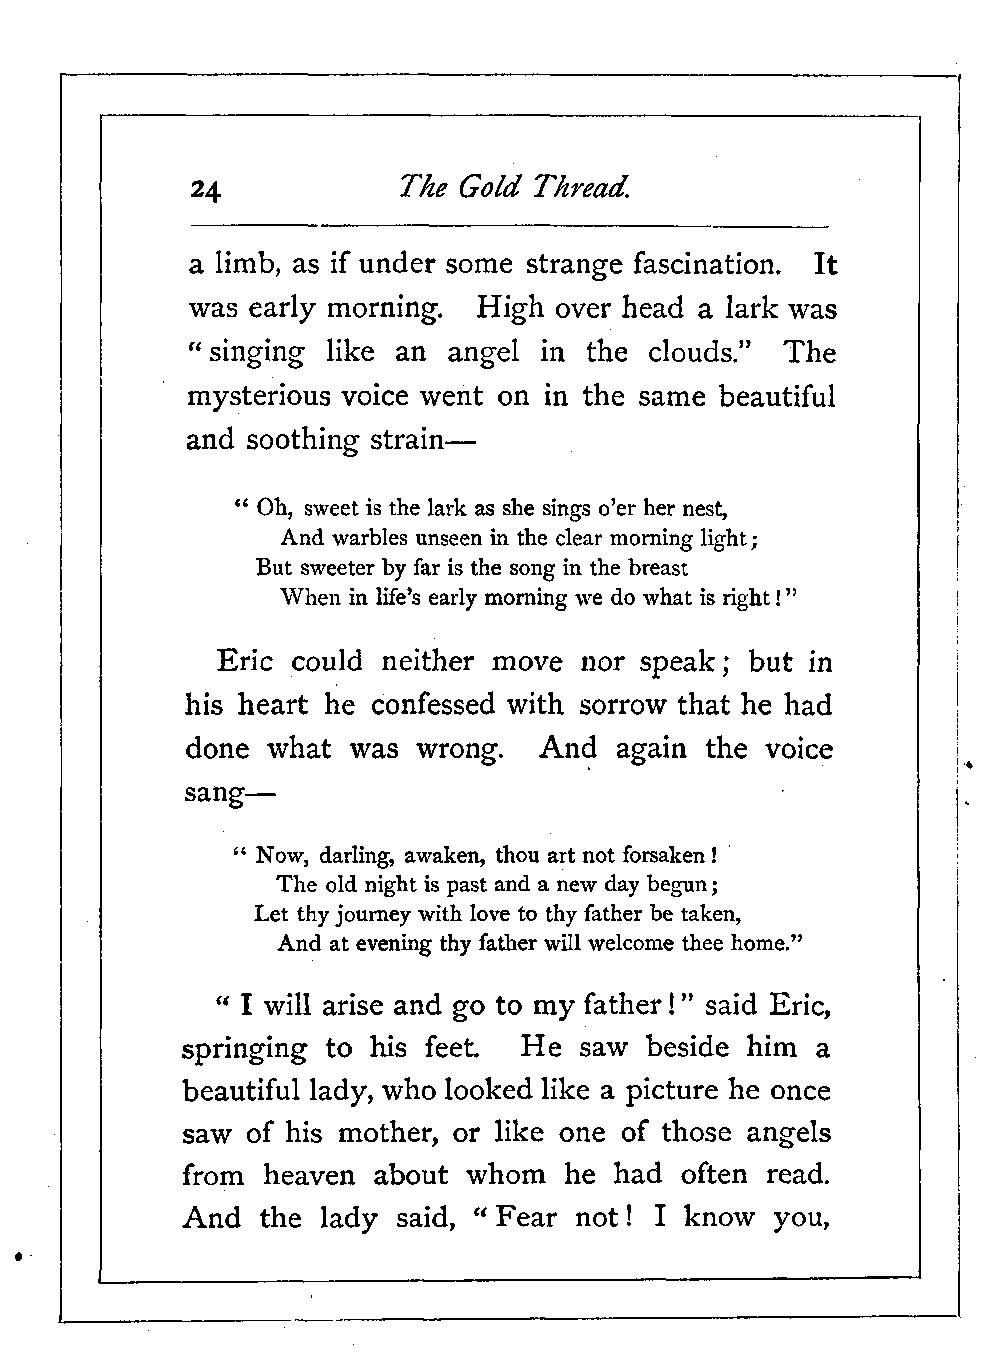 24 The Gold Thread.
a limb, as if under some strange fascination. It
was early morning. High over head a lark was
“ singing like an angel in the clouds.” The
mysterious voice went on in the same beautiful
and soothing strain—
“ Oh, sweet is the lark as she sings o’er her nest,
And warbles unseen in the clear morning light;
But sweeter by far is the song in the breast
When in life’s early morning we do what is right!”
Eric could neither move nor speak; but in
his heart he confessed with sorrow that he had
done what was wrong. And again the voice
sang—
“ Now, darling, awaken, thou art not forsaken!
The old night is past and a new day begun;
Let thy journey with love to thy father be taken,
And at evening thy father will welcome thee home.”
“ I will arise and go to my father!” said Eric,
springing to his feet. He saw beside him a
beautiful lady, who looked like a picture he once
saw of his mother, or like one of those angels
from heaven about whom he had often read.
And the lady said, “ Fear not! I know you,